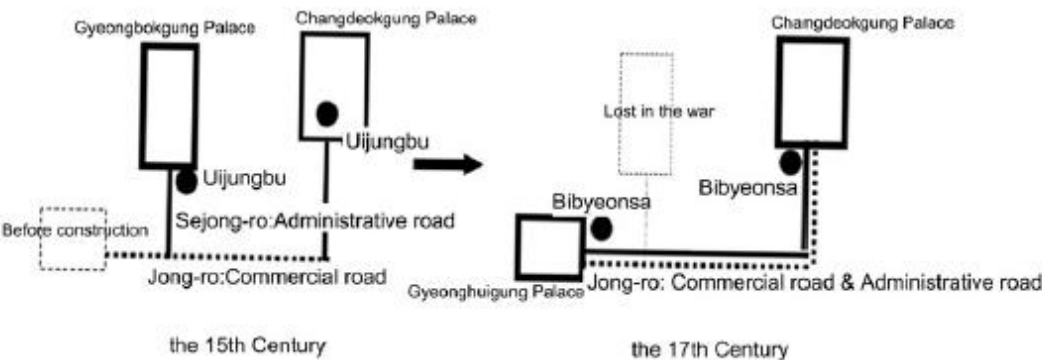 Gyeongbokgung Palace
Changdeokgung Palace
Uijungbu
Uijungbu
Before construction
Sejong-ro:Administrative road
Jong-ro:Commercial road
the 15th Century
Changdeokgung Palace
Lost in the war
Bibyeonsa
Bibyeonsa
Gyeonghuigung Palace
Jong-ro: Commercial road & Administrative road
the 17th Century